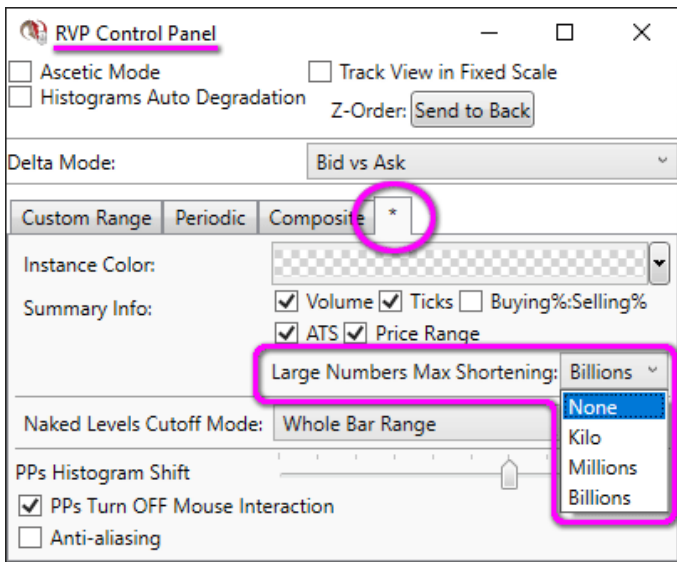 RVP Control Panel
Ascetic Mode
Track View in Fixed Scale
Histograms Auto Degradation
Z-Order: Send to Back
Delta Mode: Bid vs Ask
Custom Range Periodic Composite *
Instance Color:
Summary Info: Volume Ticks Buying%:Selling%
ATS Price Range
Large Numbers Max Shortening: Billions
None
Naked Levels Cutoff Mode: Whole Bar Range
Kilo
Millions
Billions
PPs Histogram Shift
PPs Turn OFF Mouse Interaction
Anti-aliasing